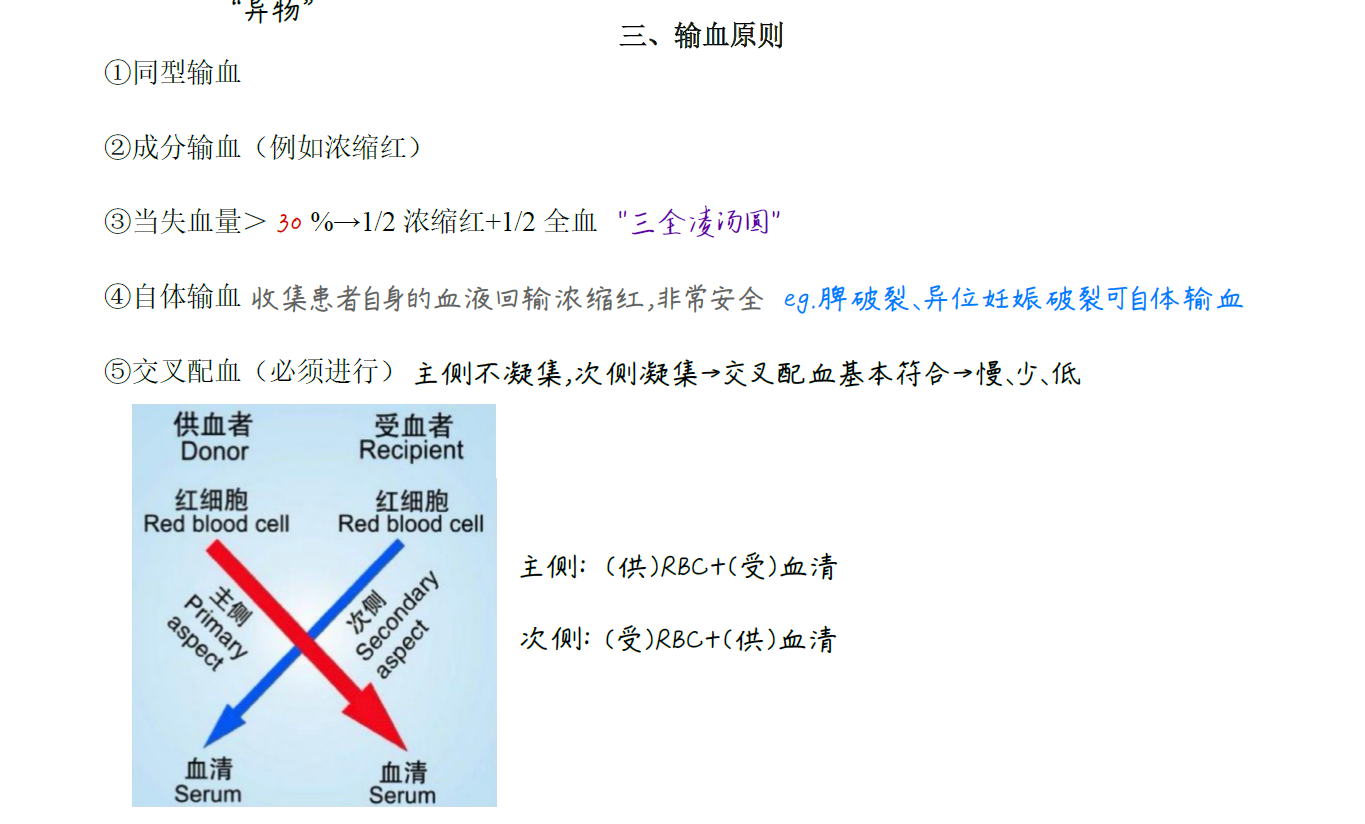 “异物”
三、输血原则
①同型输血
②成分输血（例如浓缩红）
③当失血量＞ 30 %→1/2 浓缩红+1/2 全血 "三全凌汤圆"
④自体输血 收集患者自身的血液回输浓缩红,非常安全 eg.脾破裂、异位妊娠破裂可自体输血
⑤交叉配血（必须进行） 主侧不凝集,次侧凝集→交叉配血基本符合→慢、少、低
供血者 受血者
Donor Recipient
红细胞 红细胞
Red blood cell Red blood cell
主侧
Primary
aspect
次侧
Secondary
aspect
血清 血清
Serum Serum
主侧: (供)RBC+(受)血清
次侧: (受)RBC+(供)血清